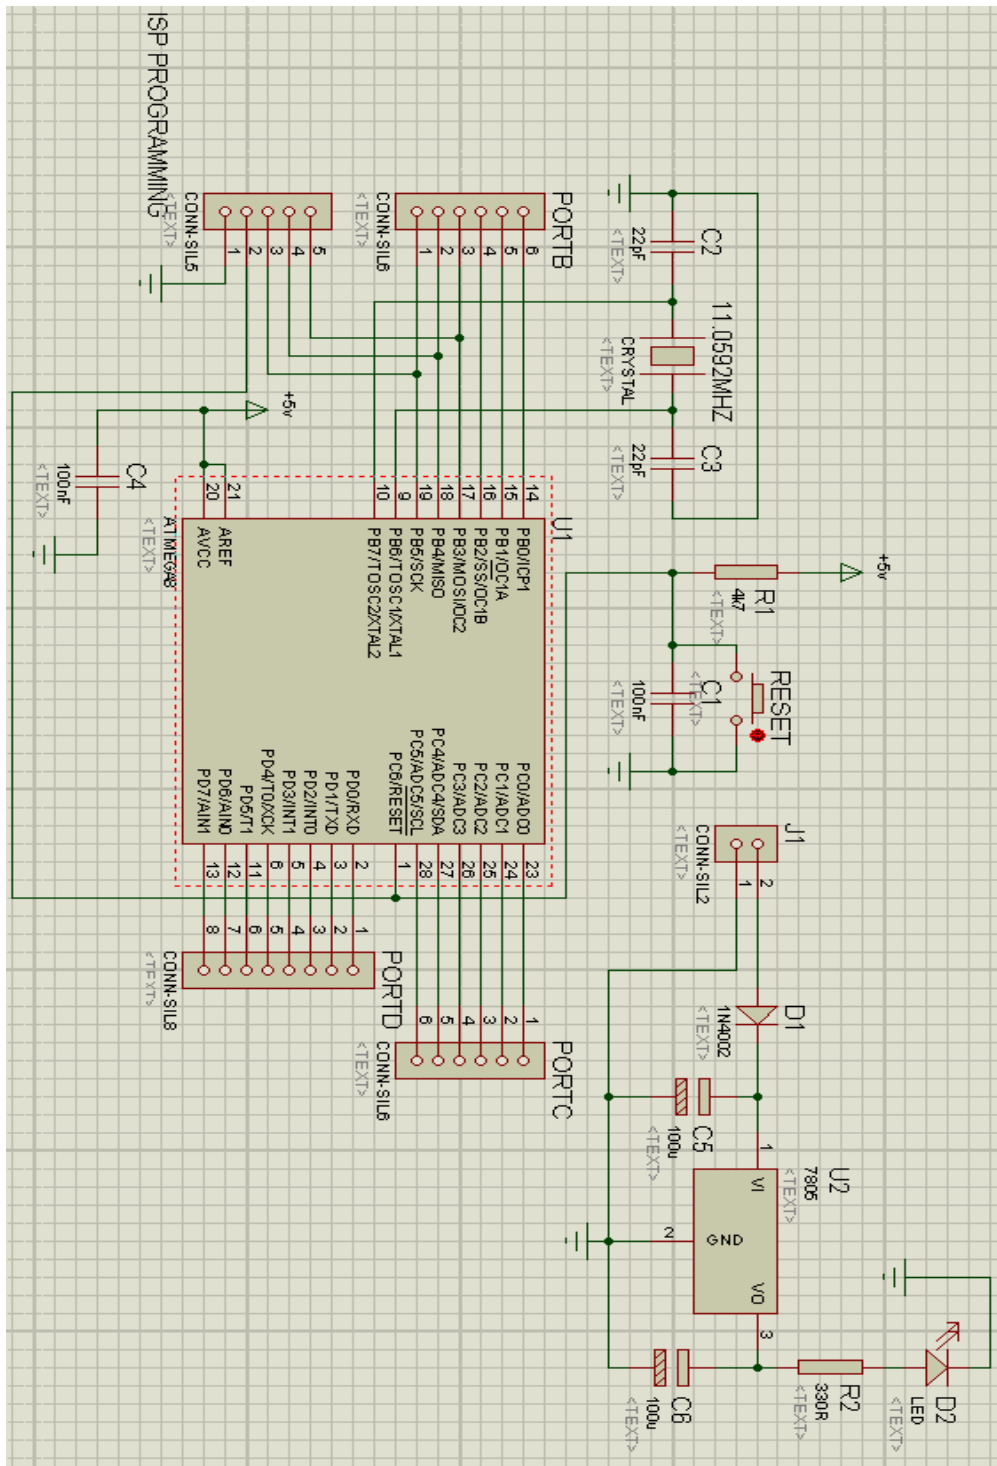 ISP PROGRAMMING
CONN-SIL5
<TEXT>
1
2
3
4
5
PORTB
CONN-SIL6
<TEXT>
1
2
3
4
5
6
C2
22pF
<TEXT>
11.0592MHZ
CRYSTAL
<TEXT>
C3
22pF
<TEXT>
+5v
C4
100nF
<TEXT>
U1
ATMEGA8
<TEXT>
21
20
AREF
AVCC
14
15
16
17
18
19
9
10
PB0/ICP1
PB1/OC1A
PB2/SS/OC1B
PB3/MOSI/OC2
PB4/MISO
PB5/SCK
PB6/TOSC1/XTAL1
PB7/TOSC2/XTAL2
PC0/ADC0
PC1/ADC1
PC2/ADC2
PC3/ADC3
PC4/ADC4/SDA
PC5/ADC5/SCL
PC6/RESET
23
24
25
26
27
28
1
PD0/RXD
PD1/TXD
PD2/INT0
PD3/INT1
PD4/T0/XCK
PD5/T1
PD6/AIN0
PD7/AIN1
2
3
4
5
6
11
12
13
+5v
R1
4k7
<TEXT>
RESET
C1
100nF
<TEXT>
<TEXT>
PORTD
CONN-SIL8
<TEXT>
1
2
3
4
5
6
7
8
PORTC
CONN-SIL6
<TEXT>
1
2
3
4
5
6
J1
CONN-SIL2
<TEXT>
1
2
D1
1N4002
<TEXT>
C5
100u
<TEXT>
U2
7805
<TEXT>
1
VI
2
GND
VO
3
C6
100u
<TEXT>
R2
330R
<TEXT>
D2
LED
<TEXT>